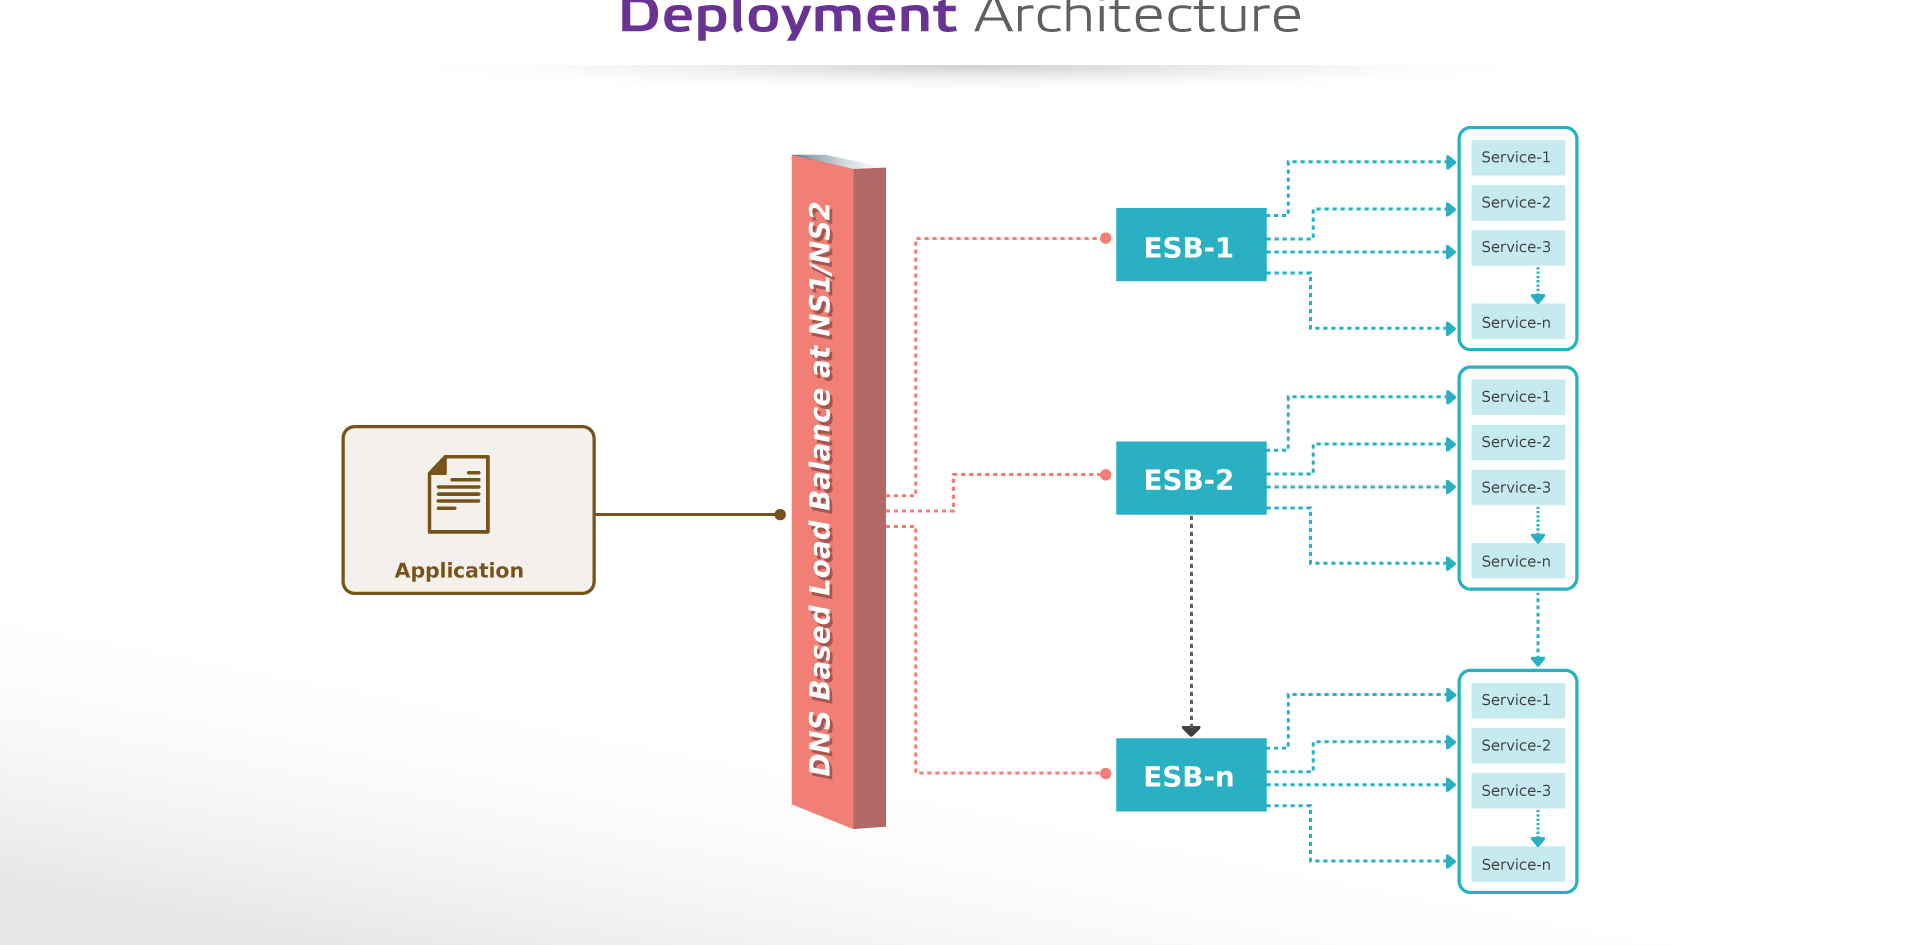 Deployment Architecture
Application
DNS Based Load Balance at NS1/NS2
ESB-1
Service-1
Service-2
Service-3
Service-n
ESB-2
Service-1
Service-2
Service-3
Service-n
ESB-n
Service-1
Service-2
Service-3
Service-n